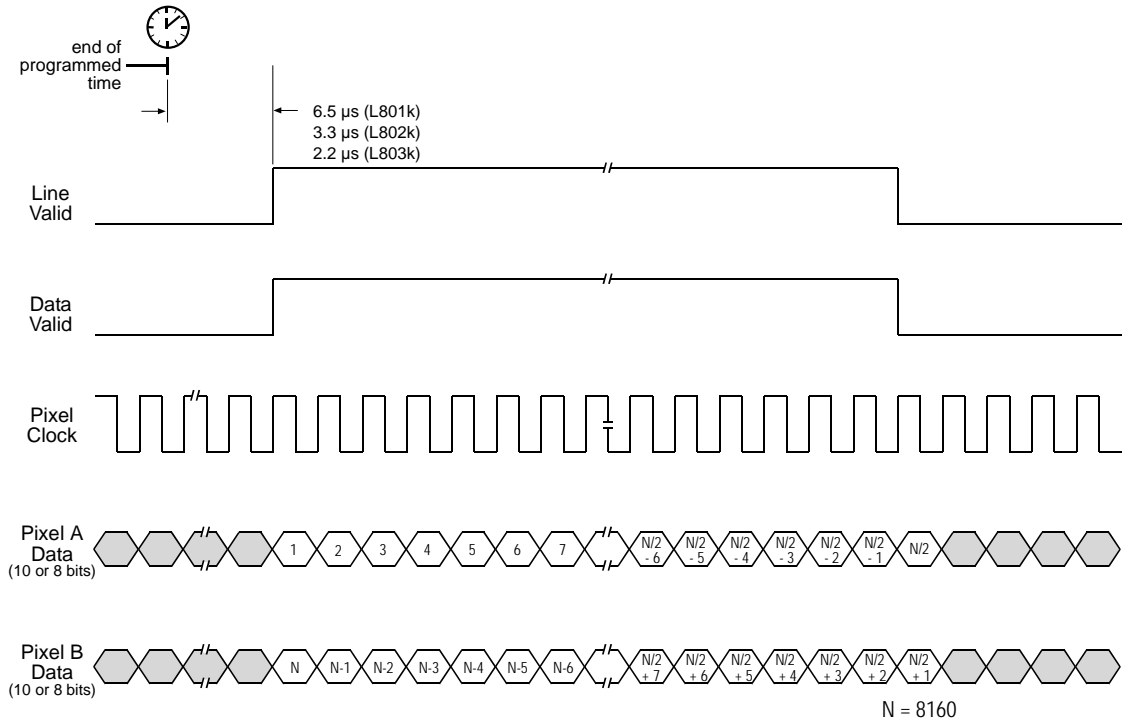 end of
programmed
time
6.5 µs (L801k)
3.3 µs (L802k)
2.2 µs (L803k)
Line
Valid
Data
Valid
Pixel
Clock
Pixel A
Data
(10 or 8 bits)
1 2 3 4 5 6 7 N/2 - 6 N/2 - 5 N/2 - 4 N/2 - 3 N/2 - 2 N/2 - 1 N/2
Pixel B
Data
(10 or 8 bits)
N N-1 N-2 N-3 N-4 N-5 N-6 N/2 + 7 N/2 + 6 N/2 + 5 N/2 + 4 N/2 + 3 N/2 + 2 N/2 + 1
N = 8160